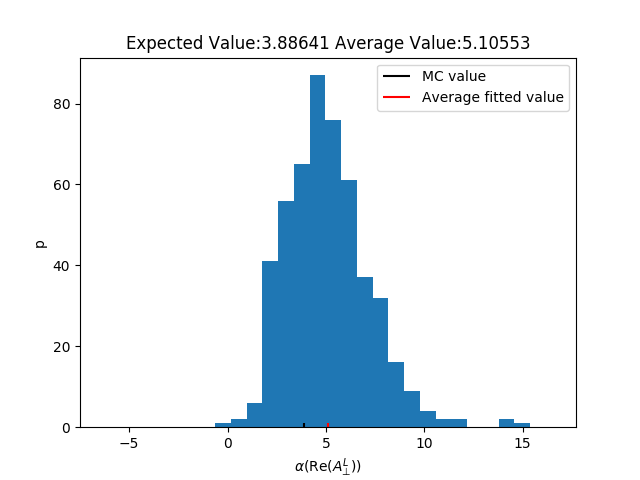 Expected Value:3.88641 Average Value:5.10553
MC value
Average fitted value
p
80
60
40
20
0
−5
0
5
10
15
α(Re(A_⊥^L))